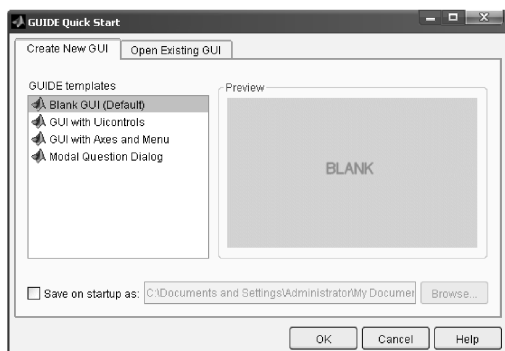 GUIDE Quick Start
Create New GUI
Open Existing GUI
GUIDE templates
Blank GUI (Default)
GUI with Uicontrols
GUI with Axes and Menu
Modal Question Dialog
Preview
BLANK
Save on startup as:
C:\Documents and Settings\Administrator\My Documer
Browse...
OK
Cancel
Help